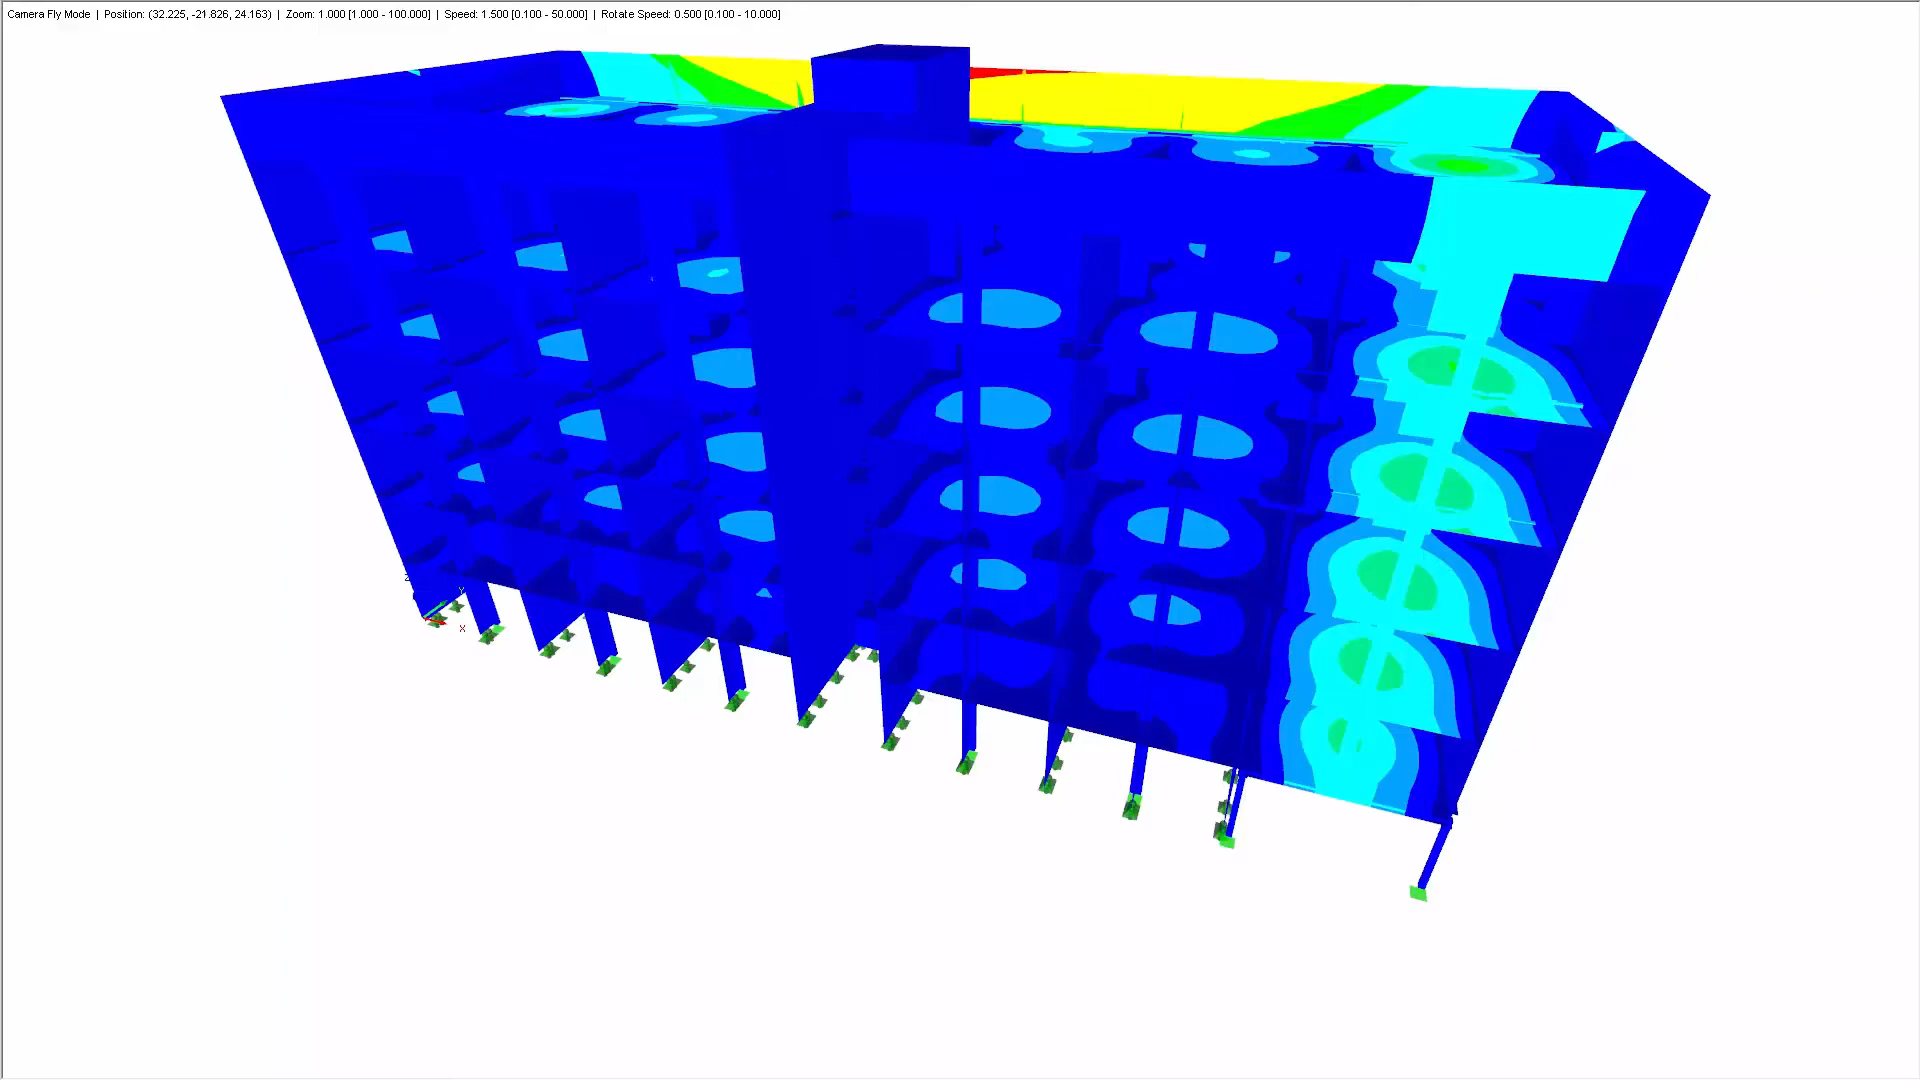 Camera Fly Mode | Position: (32.225, -21.826, 24.163) | Zoom: 1.000 [1.000 - 100.000] | Speed: 1.500 [0.100 - 50.000] | Rotate Speed: 0.500 [0.100 - 10.000]
Z
Y
X